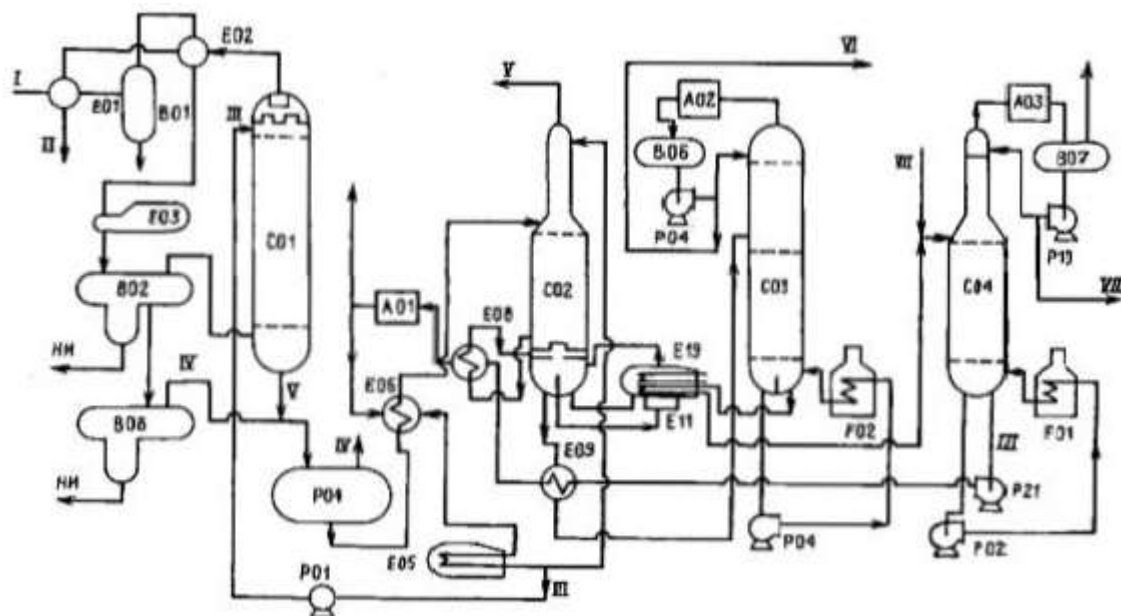 E02
VI
I
V
A02
A03
E01
B01
III
II
B06
B07
VII
E03
P04
C01
P19
C02
C03
C04
B02
A01
E08
VII
E13
НИ
IV
V
E06
B08
E11
F02
F01
IV
E09
III
НИ
P04
P21
E05
P04
P02
P01
III